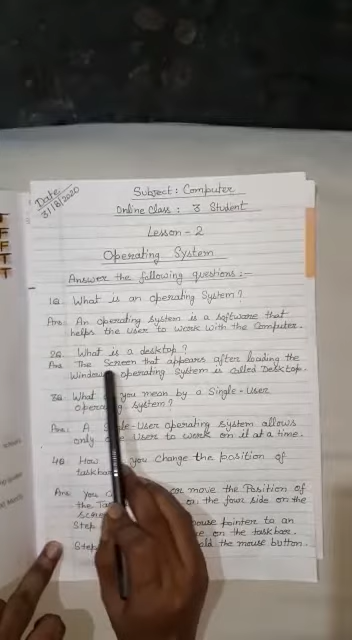 Date:
31/8/2020
Subject: Computer
Online Class: 3 Student
Lesson - 2
Operating System
Answer the following questions:-
1Q. What is an operating System?
Ans: An operating system is a software that
helps the user to work with the Computer.
2Q. What is a desktop?
Ans: The Screen that appears after loading the
Windows operating System is called Desktop.
3Q. What you mean by a Single-User
operating System?
Ans: A User operating system allows
only User to work on it at a time.
4Q. How you change the position of
taskbar
Ans: You or move the Position of
the on the four side on the
Scre
Step mouse pointer to an
on the taskbar.
Step the mouse button.
T
F
F
T
T